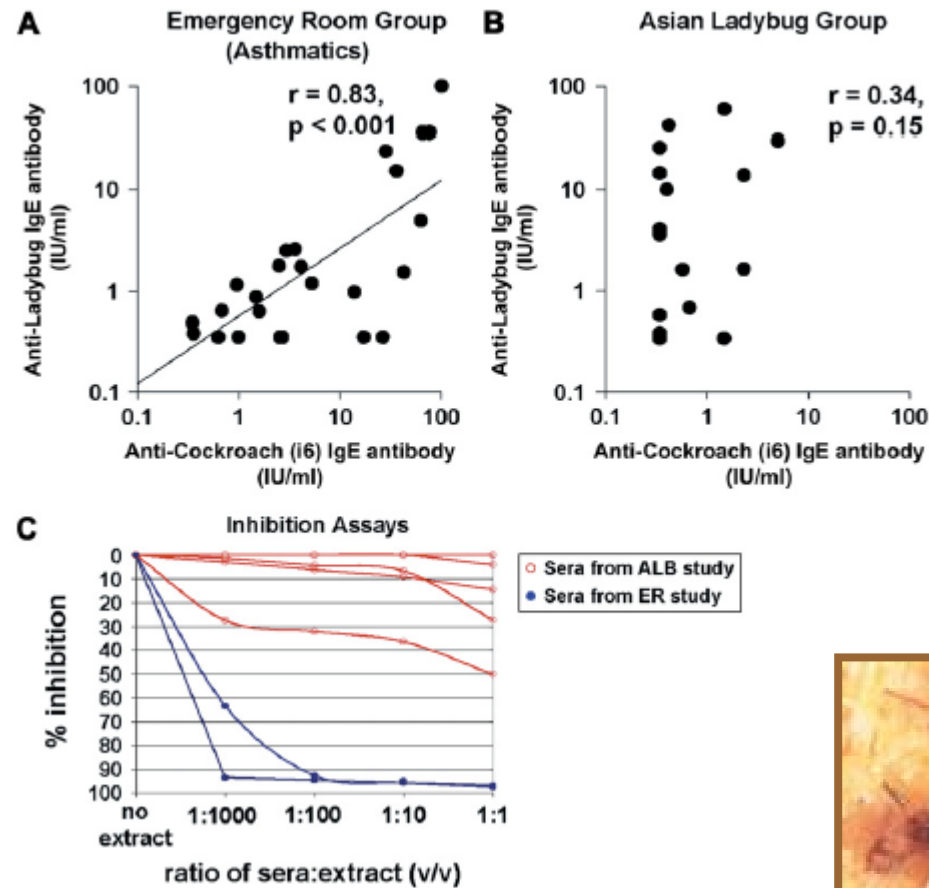 A
Emergency Room Group
(Asthmatics)
r = 0.83,
p < 0.001
Anti-Ladybug IgE antibody
(IU/ml)
100
10
1
0.1
0.1 1 10 100
Anti-Cockroach (i6) IgE antibody
(IU/ml)
B
Asian Ladybug Group
r = 0.34,
p = 0.15
Anti-Ladybug IgE antibody
(IU/ml)
100
10
1
0.1
0.1 1 10 100
Anti-Cockroach (i6) IgE antibody
(IU/ml)
C
Inhibition Assays
% inhibition
0
10
20
30
40
50
60
70
80
90
100
no
extract
1:1000 1:100 1:10 1:1
ratio of sera:extract (v/v)
Sera from ALB study
Sera from ER study